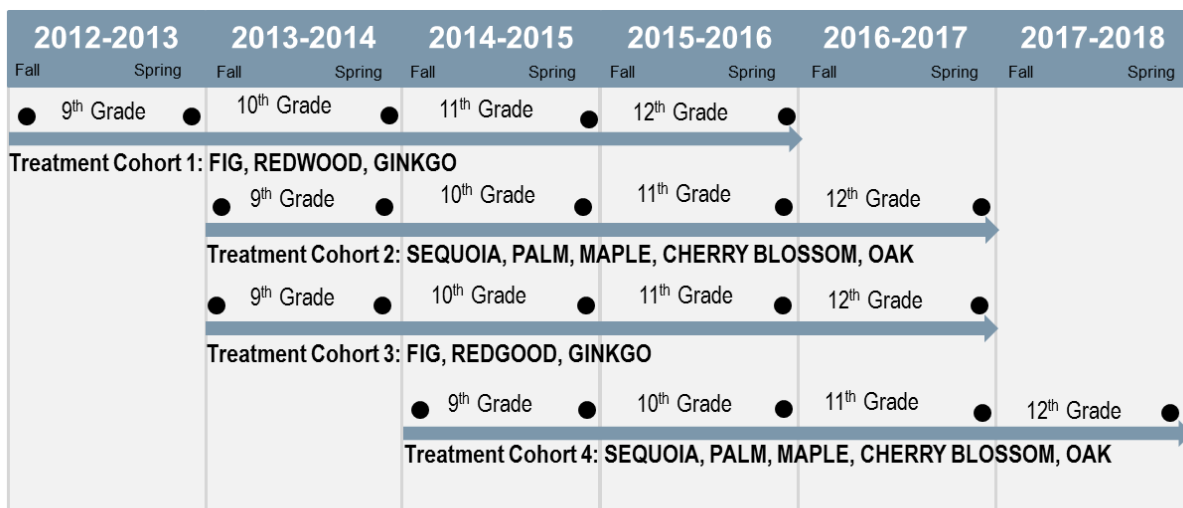 2012-2013 2013-2014 2014-2015 2015-2016 2016-2017 2017-2018
Fall Spring Fall Spring Fall Spring Fall Spring Fall Spring Fall Spring
9th Grade 10th Grade 11th Grade 12th Grade
Treatment Cohort 1: FIG, REDWOOD, GINKGO
9th Grade 10th Grade 11th Grade 12th Grade
Treatment Cohort 2: SEQUOIA, PALM, MAPLE, CHERRY BLOSSOM, OAK
9th Grade 10th Grade 11th Grade 12th Grade
Treatment Cohort 3: FIG, REDGOOD, GINKGO
9th Grade 10th Grade 11th Grade 12th Grade
Treatment Cohort 4: SEQUOIA, PALM, MAPLE, CHERRY BLOSSOM, OAK